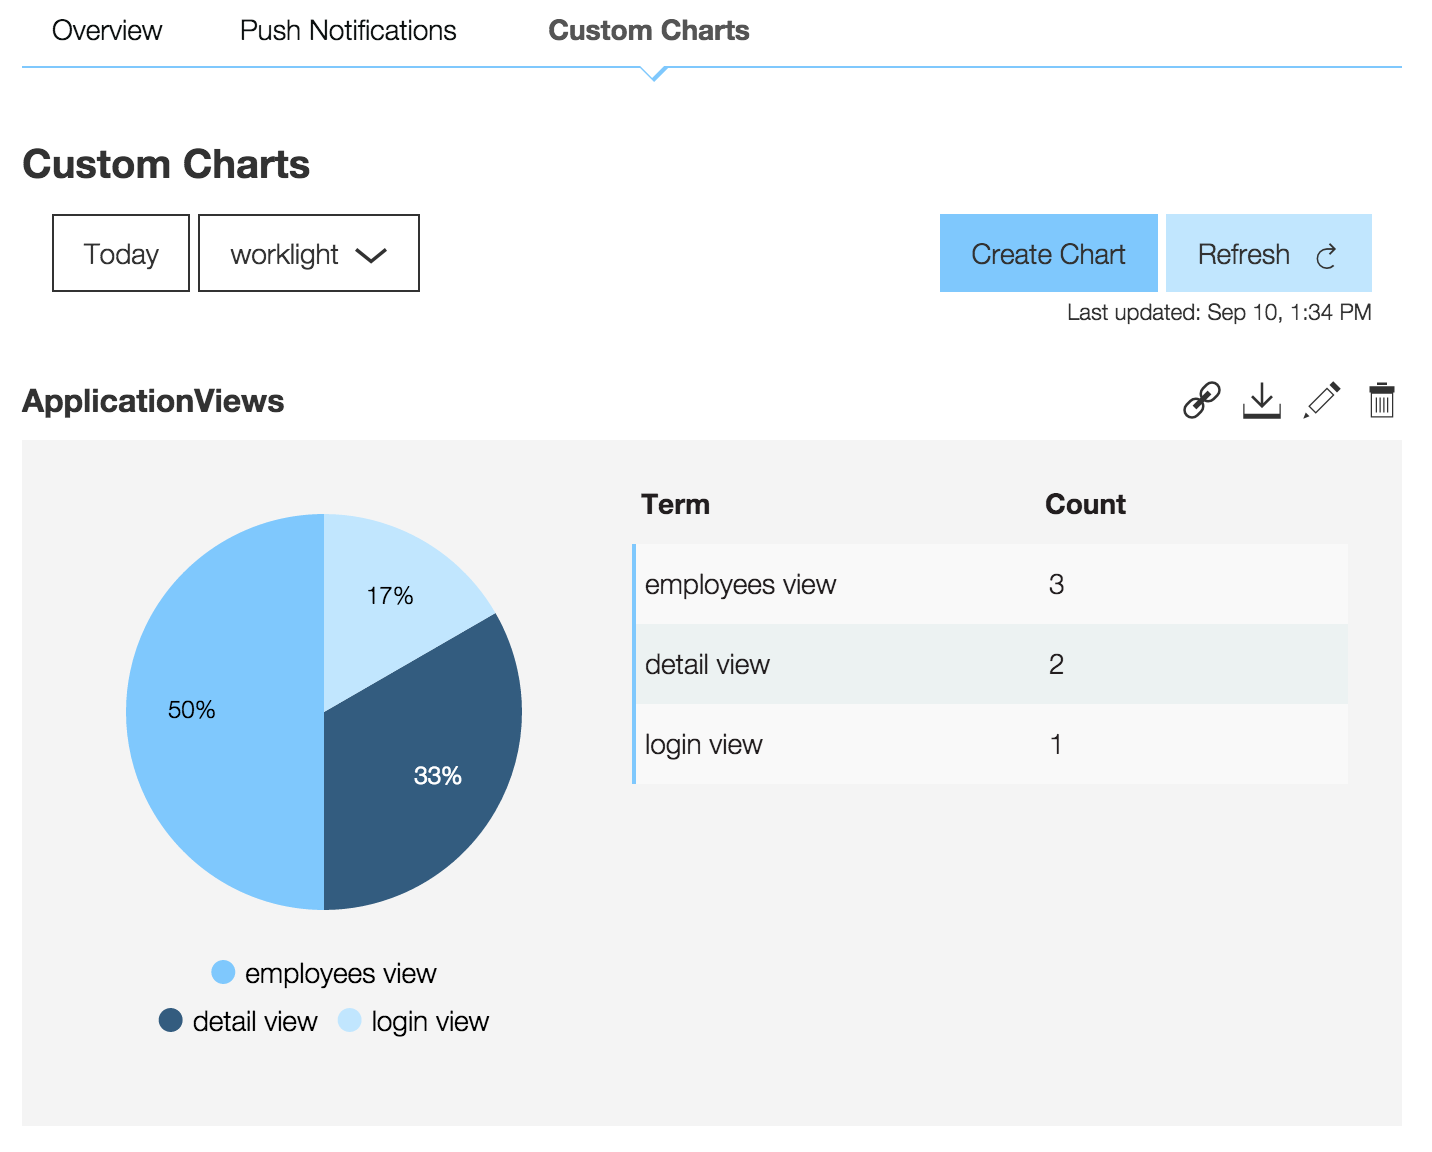 Overview Push Notifications Custom Charts
Custom Charts
Today worklight Create Chart Refresh
Last updated: Sep 10, 1:34 PM
ApplicationViews
Term Count
employees view 3
detail view 2
login view 1
17%
50%
33%
employees view
detail view login view